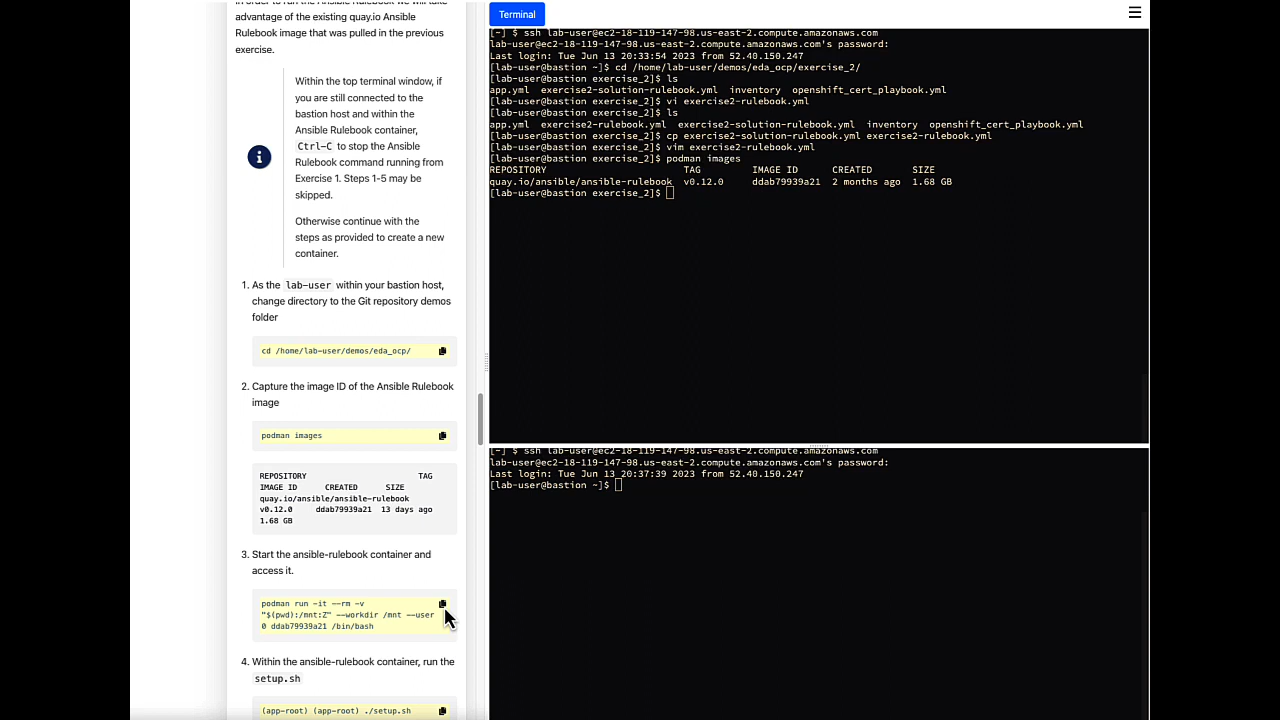 In order to run the Ansible Rulebook we will take
advantage of the existing quay.io Ansible
Rulebook image that was pulled in the previous
exercise.
Within the top terminal window, if
you are still connected to the
bastion host and within the
Ansible Rulebook container,
Ctrl-C to stop the Ansible
Rulebook command running from
Exercise 1. Steps 1-5 may be
skipped.
Otherwise continue with the
steps as provided to create a new
container.
1. As the lab-user within your bastion host,
change directory to the Git repository demos
folder
cd /home/lab-user/demos/eda_ocp/
2. Capture the image ID of the Ansible Rulebook
image
podman images
REPOSITORY TAG
IMAGE ID CREATED SIZE
quay.io/ansible/ansible-rulebook
v0.12.0 ddab79939a21 13 days ago
1.68 GB
3. Start the ansible-rulebook container and
access it.
podman run -it --rm -v
"$(pwd):/mnt:Z" --workdir /mnt --user
0 ddab79939a21 /bin/bash
4. Within the ansible-rulebook container, run the
setup.sh
(app-root) (app-root) ./setup.sh
Terminal
[~] $ ssh lab-user@ec2-18-119-147-98.us-east-2.compute.amazonaws.com
lab-user@ec2-18-119-147-98.us-east-2.compute.amazonaws.com's password:
Last login: Tue Jun 13 20:33:54 2023 from 52.40.150.247
[lab-user@bastion ~]$ cd /home/lab-user/demos/eda_ocp/exercise_2/
[lab-user@bastion exercise_2]$ ls
app.yml exercise2-solution-rulebook.yml inventory openshift_cert_playbook.yml
[lab-user@bastion exercise_2]$ vi exercise2-rulebook.yml
[lab-user@bastion exercise_2]$ ls
app.yml exercise2-rulebook.yml exercise2-solution-rulebook.yml inventory openshift_cert_playbook.yml
[lab-user@bastion exercise_2]$ cp exercise2-solution-rulebook.yml exercise2-rulebook.yml
[lab-user@bastion exercise_2]$ vim exercise2-rulebook.yml
[lab-user@bastion exercise_2]$ podman images
REPOSITORY TAG IMAGE ID CREATED SIZE
quay.io/ansible/ansible-rulebook v0.12.0 ddab79939a21 2 months ago 1.68 GB
[lab-user@bastion exercise_2]$
[~] $ ssh lab-user@ec2-18-119-147-98.us-east-2.compute.amazonaws.com
lab-user@ec2-18-119-147-98.us-east-2.compute.amazonaws.com's password:
Last login: Tue Jun 13 20:37:39 2023 from 52.40.150.247
[lab-user@bastion ~]$